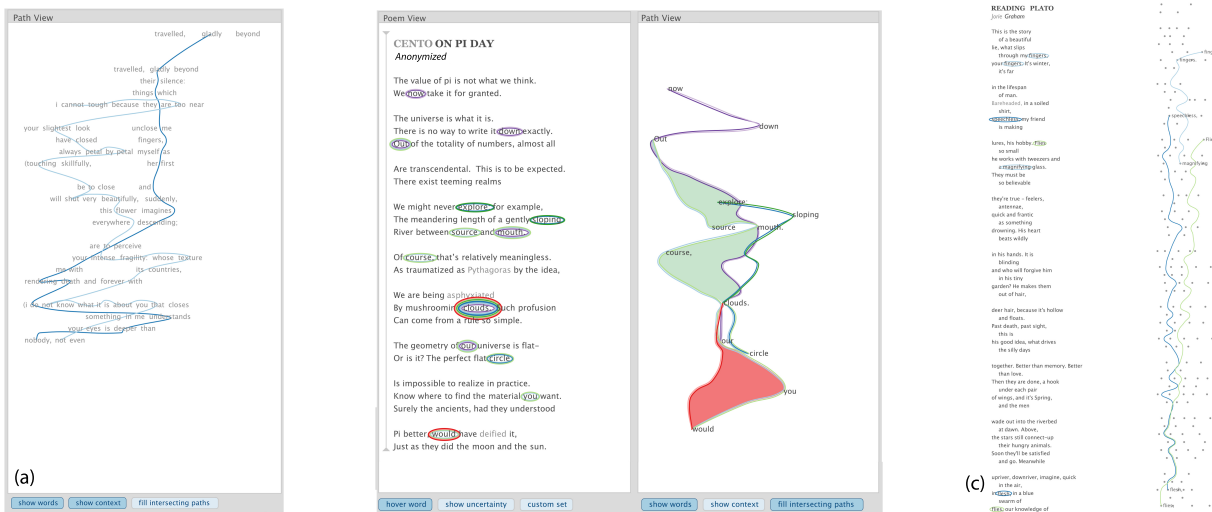 Path View
travelled, gladly beyond
travelled, gladly beyond
their silence:
things which
i cannot tough because they are too near
your slightest look unclose me
have closed fingers,
always petal by petal myself as
(touching skillfully, her first
be to close and
will shut very beautifully, suddenly,
this flower imagines
everywhere descending;
are to perceive
your intense fragility: whose texture
me with its countries,
rendering death and forever with
(i do not know what it is about you that closes
something in me understands
your eyes is deeper than
nobody, not even
(a)
show words show context fill intersecting paths
Poem View
CENTO ON PI DAY
Anonymized
The value of pi is not what we think.
We now take it for granted.
The universe is what it is.
There is no way to write it down exactly.
Out of the totality of numbers, almost all
Are transcendental. This is to be expected.
There exist teeming realms
We might never explore: for example,
The meandering length of a gently sloping
River between source and mouth.
Of course, that's relatively meaningless.
As traumatized as Pythagoras by the idea,
We are being asphyxiated
By mushrooming clouds. Such profusion
Can come from a rule so simple.
The geometry of our universe is flat–
Or is it? The perfect flat circle
Is impossible to realize in practice.
Know where to find the material you want.
Surely the ancients, had they understood
Pi better, would have deified it,
Just as they did the moon and the sun.
hover word show uncertainty custom set
Path View
now
down
Out
explore:
sloping
source mouth.
course,
clouds.
our
circle
you
would
show words show context fill intersecting paths
READING PLATO
Jorie Graham
This is the story
of a beautiful
lie, what slips
through my fingers,
your fingers. It's winter,
it's far
in the lifespan
of man.
Bareheaded, in a soiled
shirt,
speechless, my friend
is making
lures, his hobby. Flies
so small
he works with tweezers and
a magnifying glass.
They must be
so believable
they're true – feelers,
antennae,
quick and frantic
as something
drowning. His heart
beats wildly
in his hands. It is
blinding
and who will forgive him
in his tiny
garden? He makes them
out of hair,
deer hair, because it's hollow
and floats.
Past death, past sight,
this is
his good idea, what drives
the silly days
together. Better than memory. Better
than love.
Then they are done, a hook
under each pair
of wings, and it's Spring,
and the men
wade out into the riverbed
at dawn. Above,
the stars still connect-up
their hungry animals.
Soon they'll be satisfied
and go. Meanwhile
upriver, downriver, imagine, quick
in the air,
in flesh, in a blue
swarm of
flies, our knowledge of
(c)
fingers,
speechless,
magnifying
flesh,